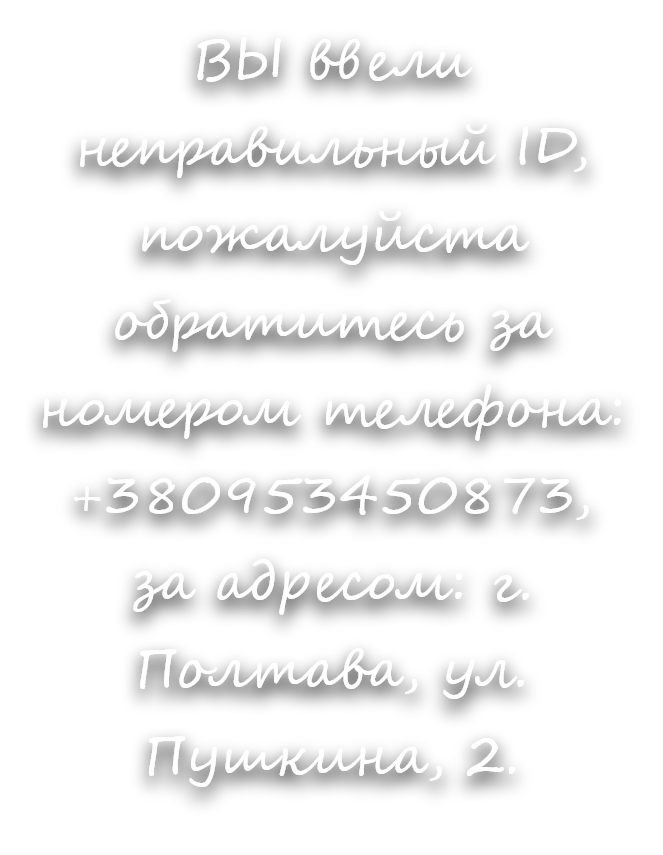 ВЫ ввели
неправильный ID,
пожалуйста
обратитесь за
номером телефона:
+380953450873,
за адресом: г.
Полтава, ул.
Пушкина, 2.